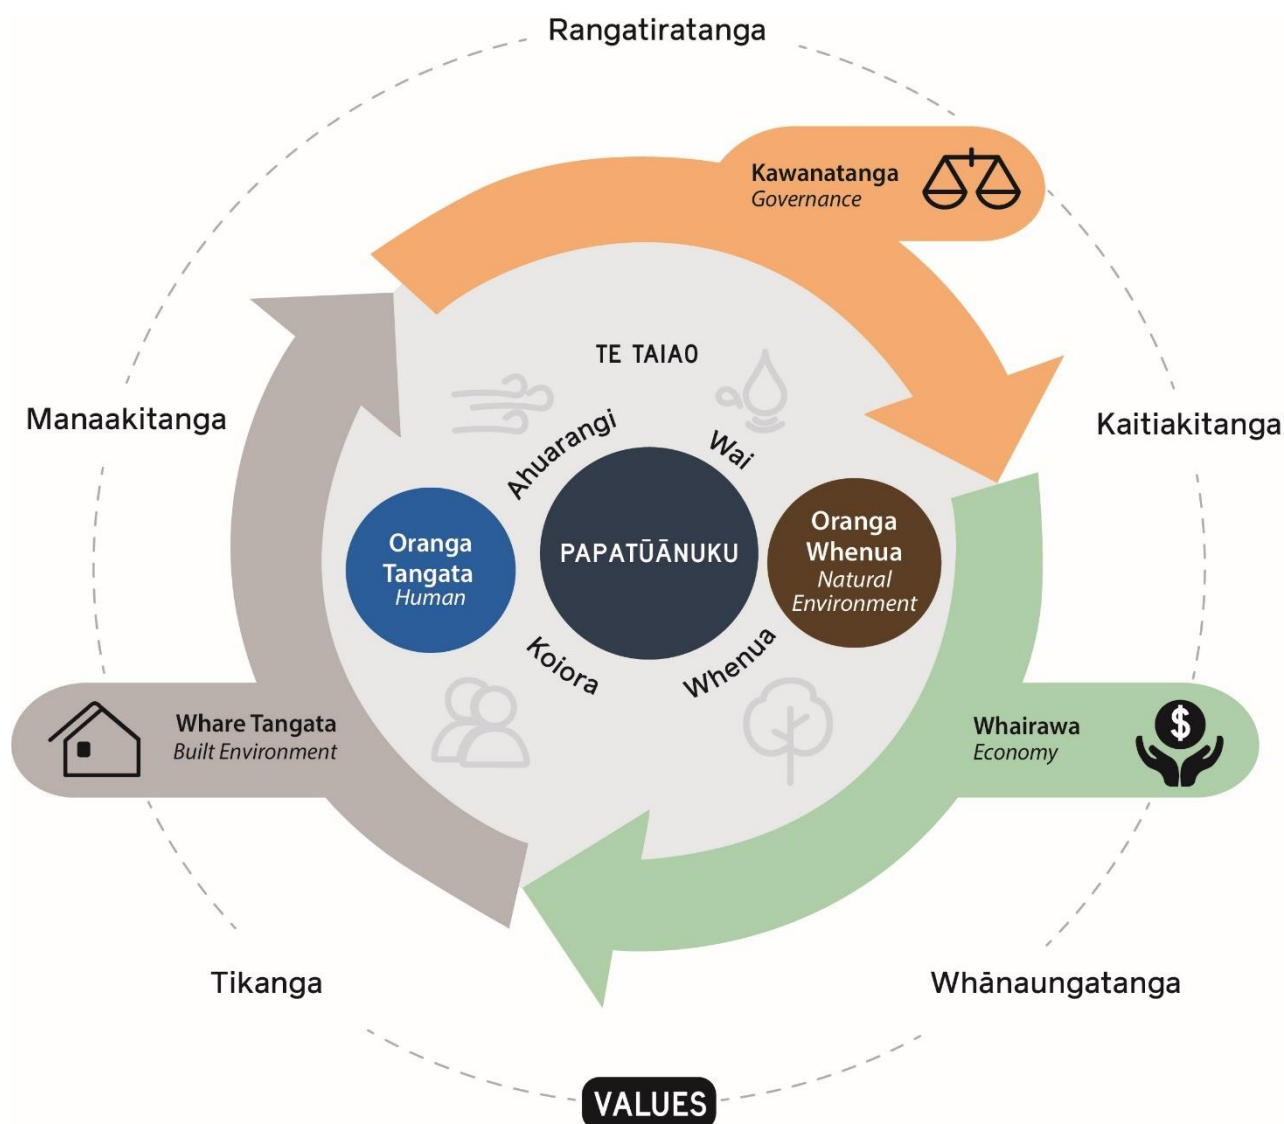 Rangatiratanga
Kawanatanga
Governance
TE TAIAO
Manaakitanga
Kaitiakitanga
Ahuarangi
Wai
Oranga
Tangata
Human
PAPATŪĀNUKU
Oranga
Whenua
Natural
Environment
Koiora
Whenua
Whare Tangata
Built Environment
Whairawa
Economy
$
Tikanga
Whānaungatanga
VALUES